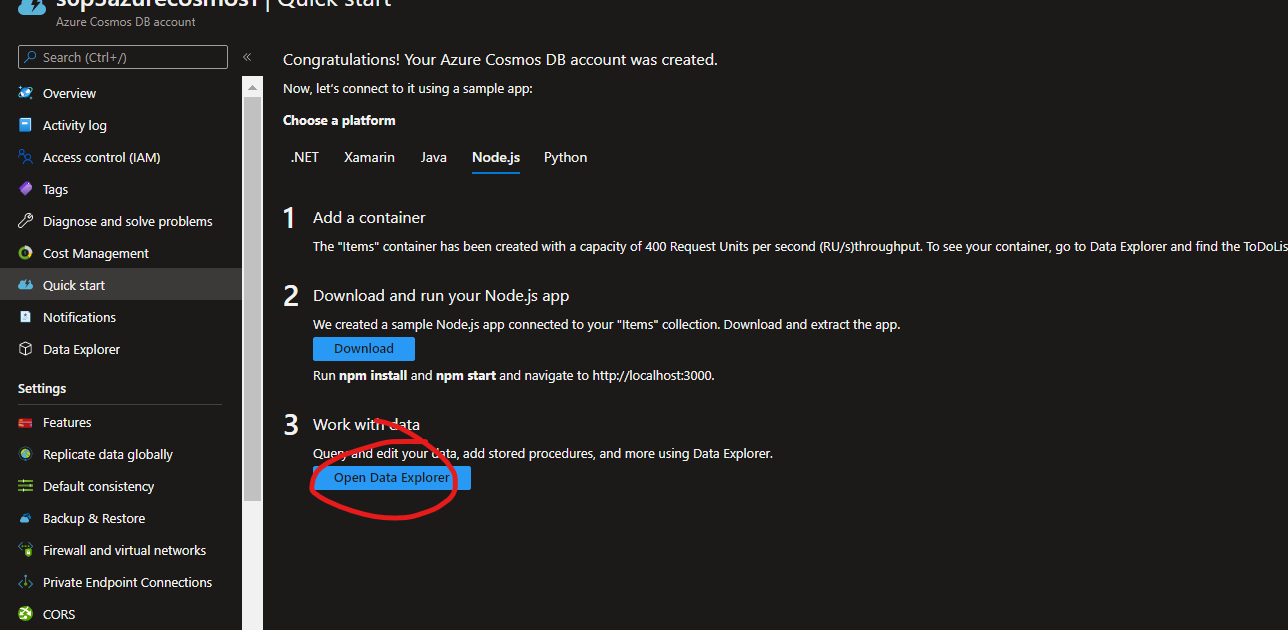 sop5azurecosmos1 | Quick start
Azure Cosmos DB account
Search (Ctrl+/)
«
Overview
Activity log
Access control (IAM)
Tags
Diagnose and solve problems
Cost Management
Quick start
Notifications
Data Explorer
Settings
Features
Replicate data globally
Default consistency
Backup & Restore
Firewall and virtual networks
Private Endpoint Connections
CORS
Congratulations! Your Azure Cosmos DB account was created.
Now, let's connect to it using a sample app:
Choose a platform
.NET Xamarin Java Node.js Python
1 Add a container
The "Items" container has been created with a capacity of 400 Request Units per second (RU/s)throughput. To see your container, go to Data Explorer and find the ToDoLis
2 Download and run your Node.js app
We created a sample Node.js app connected to your "Items" collection. Download and extract the app.
Download
Run npm install and npm start and navigate to http://localhost:3000.
3 Work with data
Query and edit your data, add stored procedures, and more using Data Explorer.
Open Data Explorer